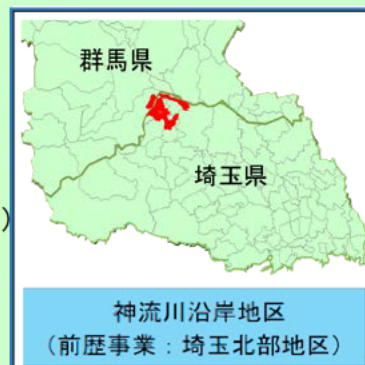 群馬県
埼玉県
)
神流川沿岸地区
（前歴事業：埼玉北部地区）